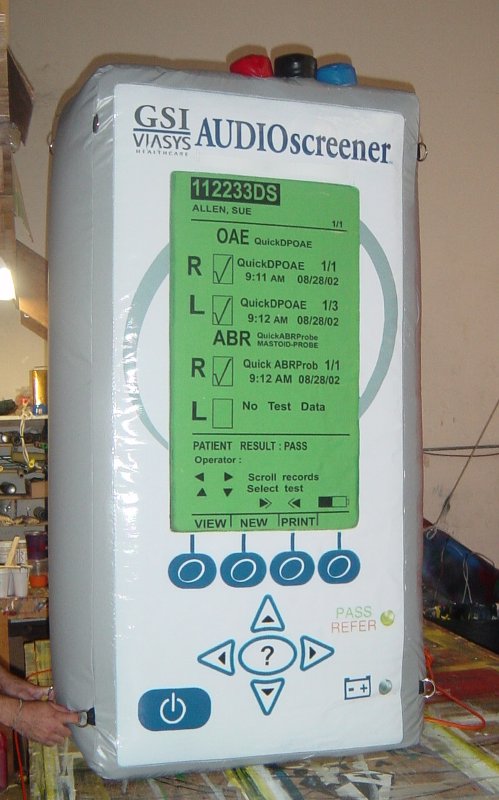 GSI
VIASYS
HEALTHCARE
AUDIOscreener™
112233DS
ALLEN, SUE
1/1
OAE QuickDPOAE
R QuickDPOAE 1/1
9:11 AM 08/28/02
L QuickDPOAE 1/3
9:12 AM 08/28/02
ABR QuickABRProbe
MASTOID-PROBE
R Quick ABRProb 1/1
9:12 AM 08/28/02
L No Test Data
PATIENT RESULT : PASS
Operator :
Scroll records
Select test
VIEW NEW PRINT
PASS
REFER
?